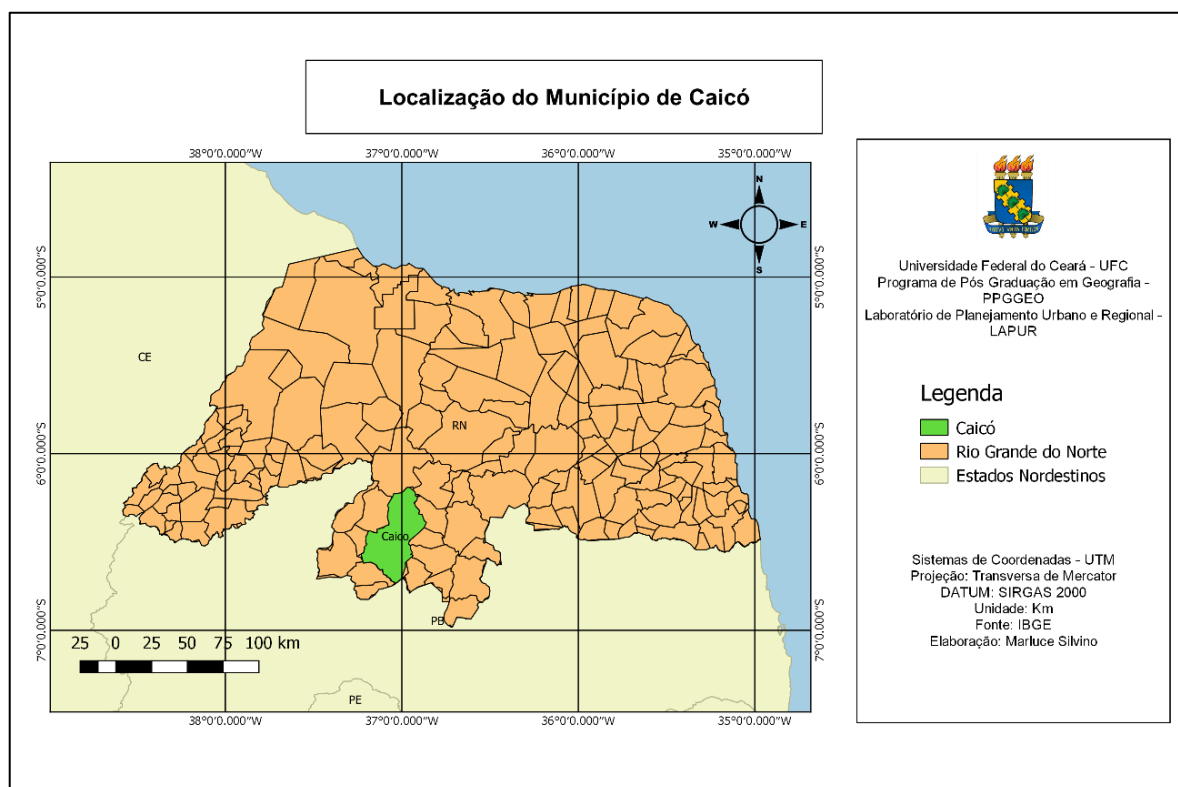 Localização do Município de Caicó
38°0'0.000"W 37°0'0.000"W 36°0'0.000"W 35°0'0.000"W
N
W E
S
5°0'0.000"S 5°0'0.000"S
CE
RN
6°0'0.000"S 6°0'0.000"S
Caicó
PB
7°0'0.000"S 7°0'0.000"S
25 0 25 50 75 100 km
PE
38°0'0.000"W 37°0'0.000"W 36°0'0.000"W 35°0'0.000"W
Universidade Federal do Ceará - UFC
Programa de Pós Graduação em Geografia -
PPGGEO
Laboratório de Planejamento Urbano e Regional -
LAPUR
Legenda
Caicó
Rio Grande do Norte
Estados Nordestinos
Sistemas de Coordenadas - UTM
Projeção: Transversa de Mercator
DATUM: SIRGAS 2000
Unidade: Km
Fonte: IBGE
Elaboração: Marluce Silvino